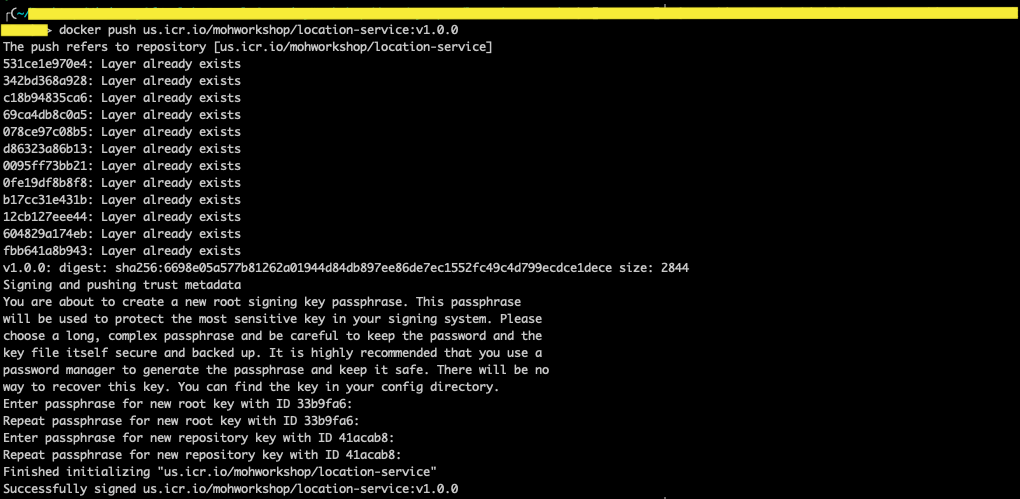 ╭(~/
> docker push us.icr.io/mohworkshop/location-service:v1.0.0
The push refers to repository [us.icr.io/mohworkshop/location-service]
531ce1e970e4: Layer already exists
342bd368a928: Layer already exists
c18b94835ca6: Layer already exists
69ca4db8c0a5: Layer already exists
078ce97c08b5: Layer already exists
d86323a86b13: Layer already exists
0095ff73bb21: Layer already exists
0fe19df8b8f8: Layer already exists
b17cc31e431b: Layer already exists
12cb127eee44: Layer already exists
604829a174eb: Layer already exists
fbb641a8b943: Layer already exists
v1.0.0: digest: sha256:6698e05a577b81262a01944d84db897ee86de7ec1552fc49c4d799ecdce1dece size: 2844
Signing and pushing trust metadata
You are about to create a new root signing key passphrase. This passphrase
will be used to protect the most sensitive key in your signing system. Please
choose a long, complex passphrase and be careful to keep the password and the
key file itself secure and backed up. It is highly recommended that you use a
password manager to generate the passphrase and keep it safe. There will be no
way to recover this key. You can find the key in your config directory.
Enter passphrase for new root key with ID 33b9fa6:
Repeat passphrase for new root key with ID 33b9fa6:
Enter passphrase for new repository key with ID 41acab8:
Repeat passphrase for new repository key with ID 41acab8:
Finished initializing "us.icr.io/mohworkshop/location-service"
Successfully signed us.icr.io/mohworkshop/location-service:v1.0.0